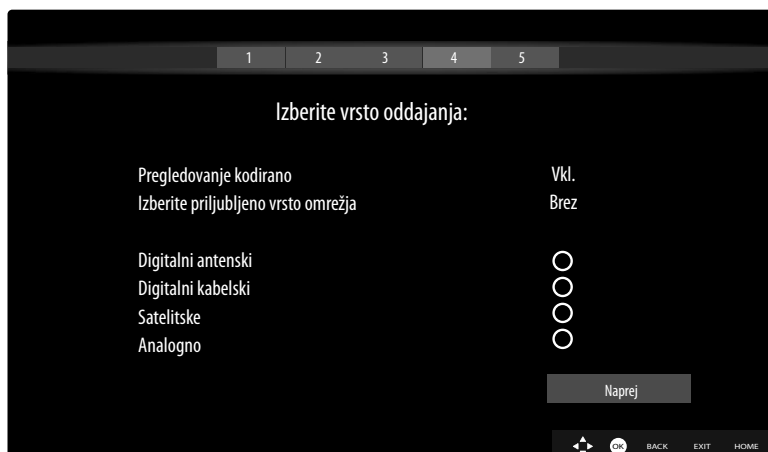 1 2 3 4 5
Izberite vrsto oddajanja:
Pregledovanje kodirano Vkl.
Izberite priljubljeno vrsto omrežja Brez
Digitalni antenski
Digitalni kabelski
Satelitske
Analogno
Naprej
OK BACK EXIT HOME